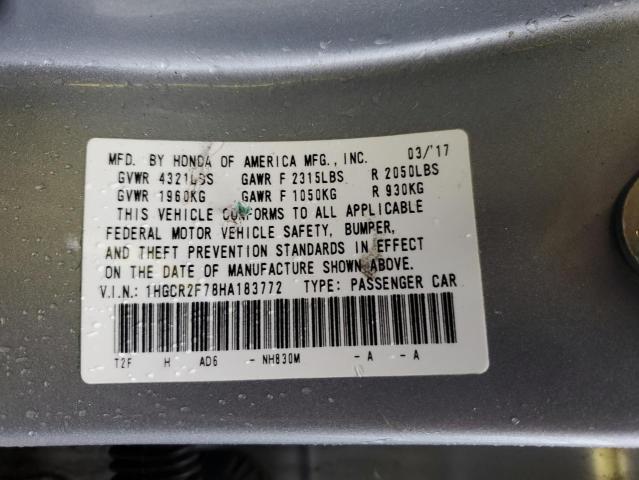 MFD. BY HONDA OF AMERICA MFG., INC. 03/'17
GVWR 4321LBS GAWR F 2315LBS R 2050LBS
GVWR 1960KG GAWR F 1050KG R 930KG
THIS VEHICLE CONFORMS TO ALL APPLICABLE
FEDERAL MOTOR VEHICLE SAFETY, BUMPER,
AND THEFT PREVENTION STANDARDS IN EFFECT
ON THE DATE OF MANUFACTURE SHOWN ABOVE.
V.I.N.: 1HGCR2F78HA183772 TYPE: PASSENGER CAR
T2F H AD6 - NH830M - A - A